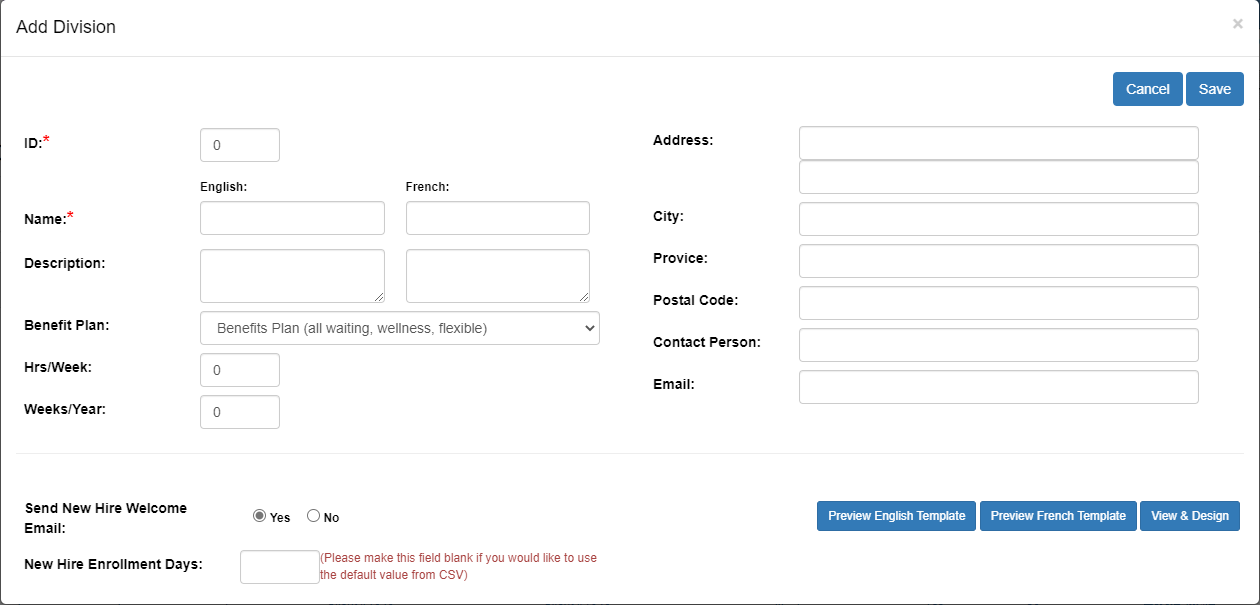 Add Division
×
Cancel Save
ID:*
0
English: French:
Name:*
Description:
Benefit Plan:
Benefits Plan (all waiting, wellness, flexible)
Hrs/Week:
0
Weeks/Year:
0
Address:
City:
Provice:
Postal Code:
Contact Person:
Email:
Send New Hire Welcome
Email:
Yes No
Preview English Template Preview French Template View & Design
New Hire Enrollment Days:
(Please make this field blank if you would like to use
the default value from CSV)